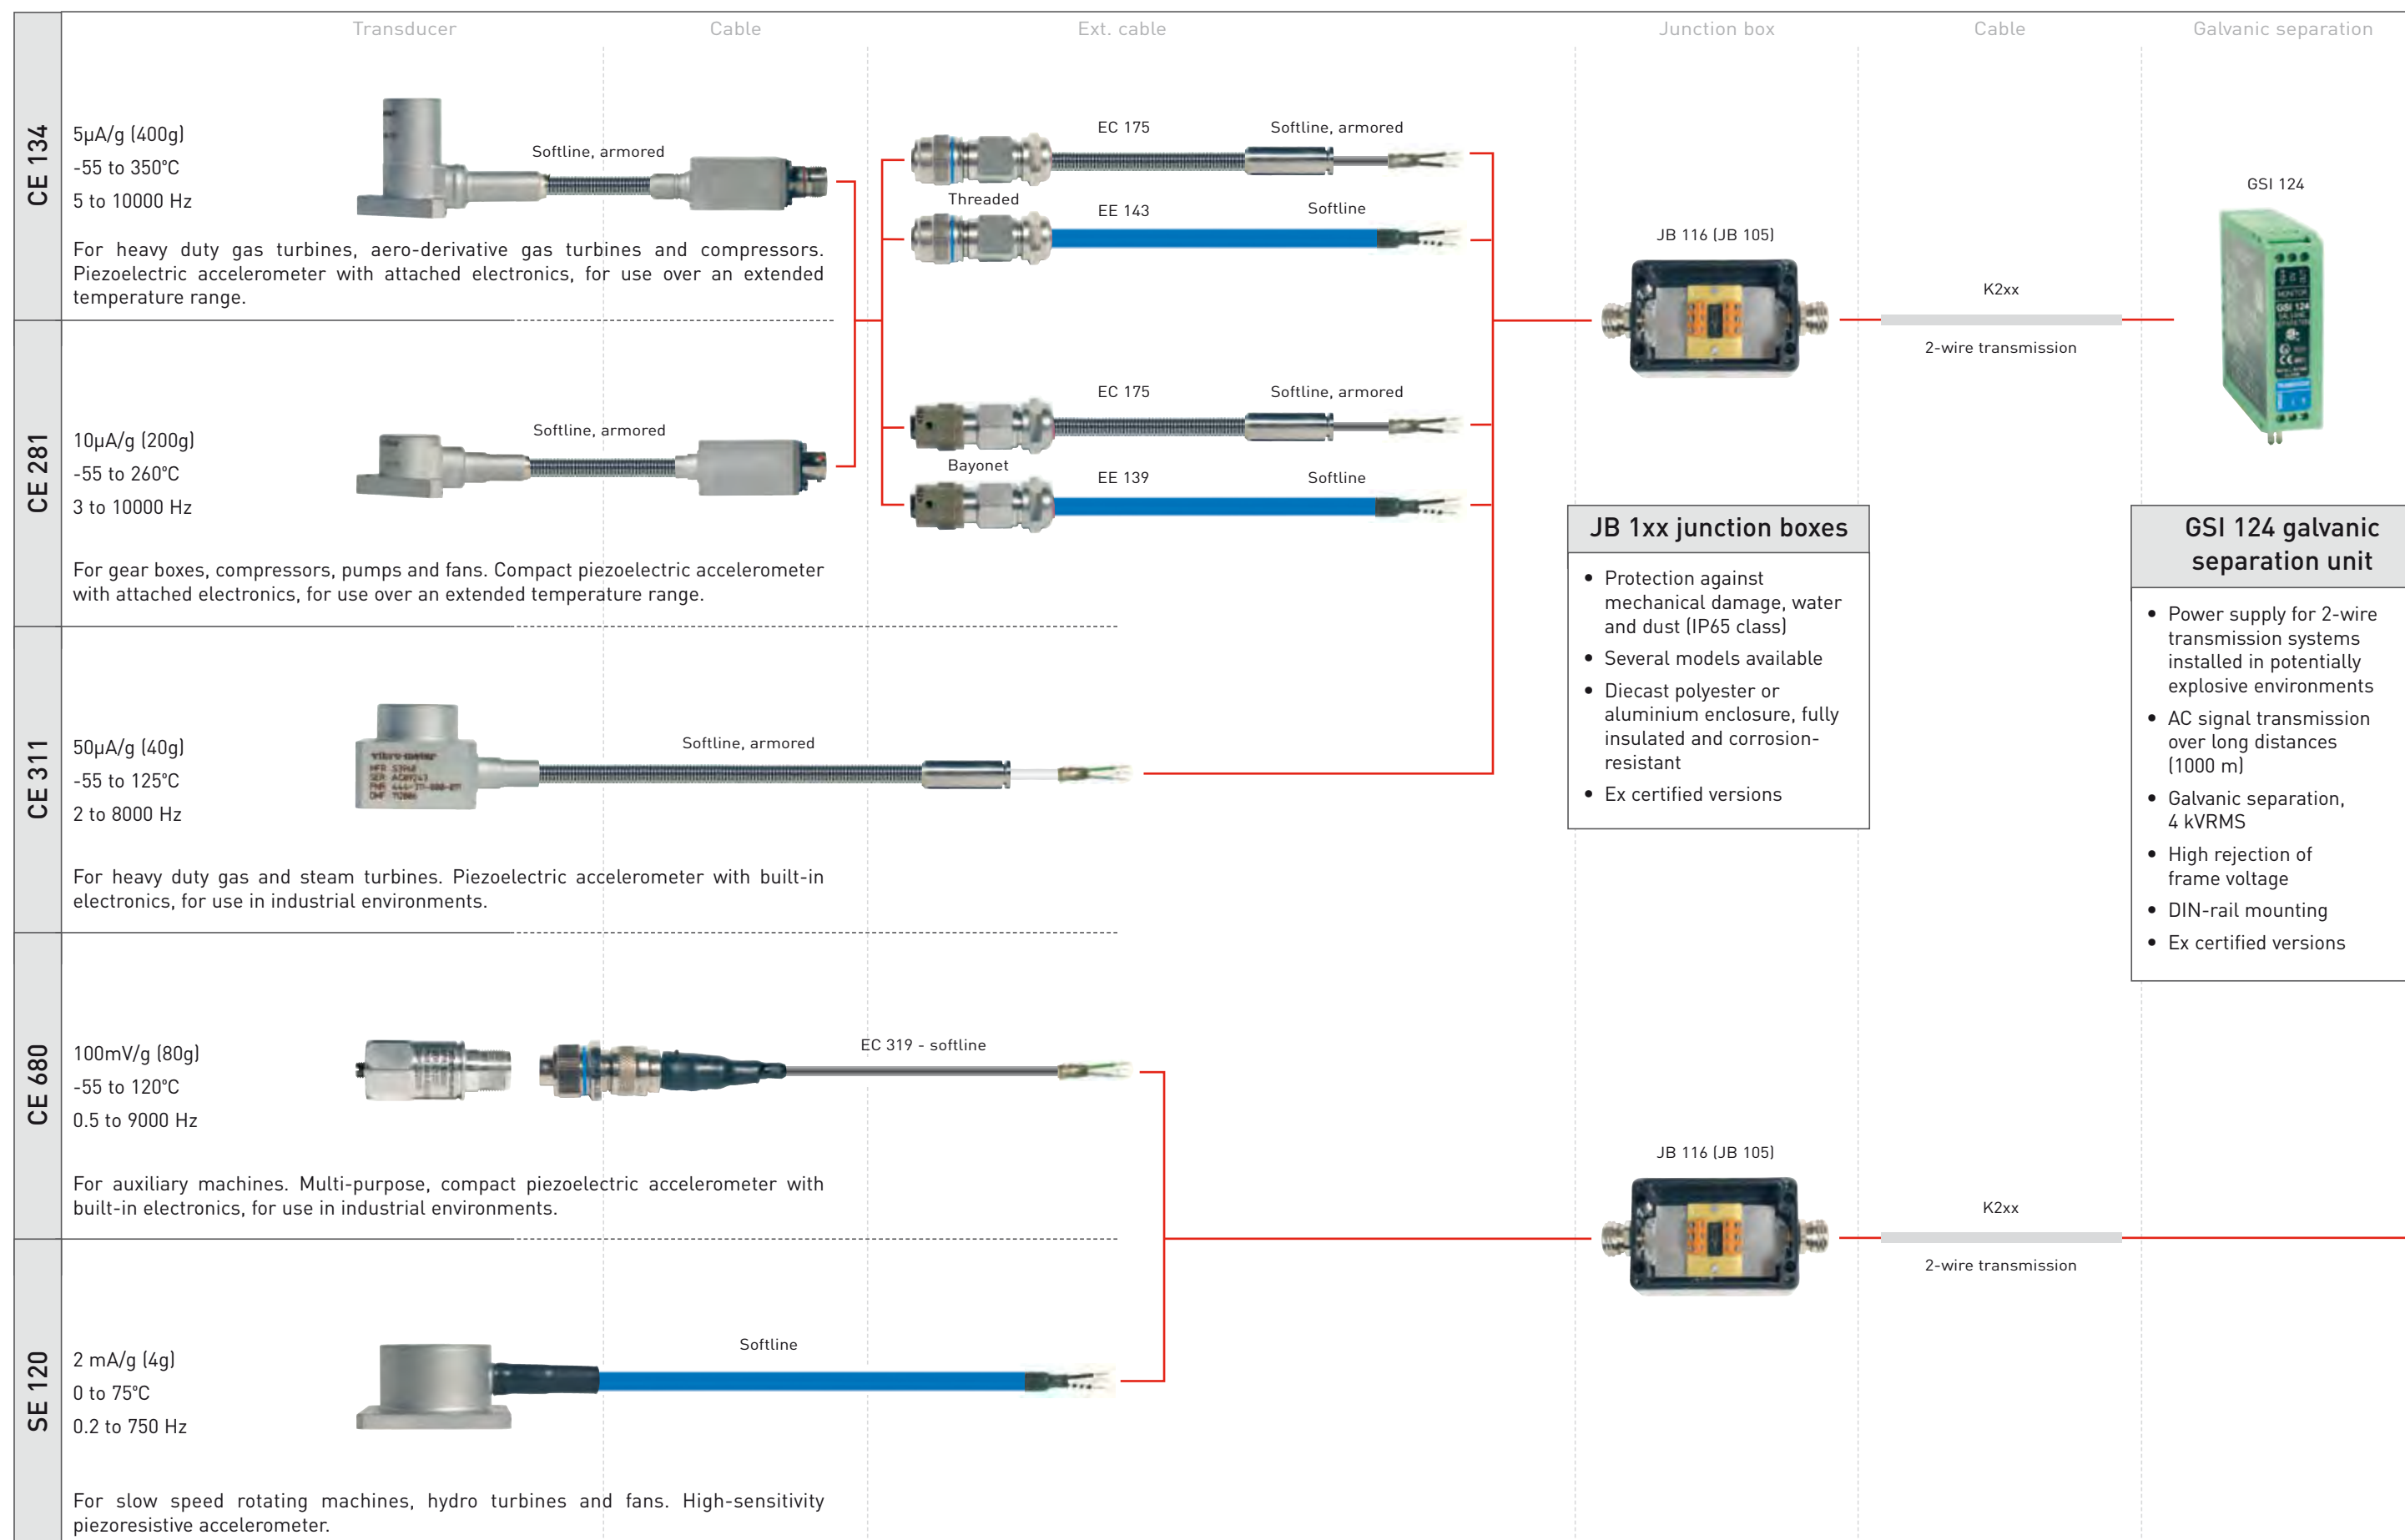 Transducer
Cable
Ext. cable
Junction box
Cable
Galvanic separation
CE 134
5µA/g (400g)
-55 to 350°C
5 to 10000 Hz
Softline, armored
For heavy duty gas turbines, aero-derivative gas turbines and compressors.
Piezoelectric accelerometer with attached electronics, for use over an extended
temperature range.
EC 175
Softline, armored
Threaded
EE 143
Softline
JB 116 (JB 105)
K2xx
2-wire transmission
GSI 124
MONITOR
GSI 124
CE 281
10µA/g (200g)
-55 to 260°C
3 to 10000 Hz
Softline, armored
For gear boxes, compressors, pumps and fans. Compact piezoelectric accelerometer
with attached electronics, for use over an extended temperature range.
EC 175
Softline, armored
Bayonet
EE 139
Softline
JB 1xx junction boxes
• Protection against
mechanical damage, water
and dust (IP65 class)
• Several models available
• Diecast polyester or
aluminium enclosure, fully
insulated and corrosion-
resistant
• Ex certified versions
GSI 124 galvanic
separation unit
• Power supply for 2-wire
transmission systems
installed in potentially
explosive environments
• AC signal transmission
over long distances
(1000 m)
• Galvanic separation,
4 kVRMS
• High rejection of
frame voltage
• DIN-rail mounting
• Ex certified versions
CE 311
50µA/g (40g)
-55 to 125°C
2 to 8000 Hz
vibro-meter
Softline, armored
For heavy duty gas and steam turbines. Piezoelectric accelerometer with built-in
electronics, for use in industrial environments.
CE 680
100mV/g (80g)
-55 to 120°C
0.5 to 9000 Hz
EC 319 - softline
For auxiliary machines. Multi-purpose, compact piezoelectric accelerometer with
built-in electronics, for use in industrial environments.
JB 116 (JB 105)
K2xx
2-wire transmission
SE 120
2 mA/g (4g)
0 to 75°C
0.2 to 750 Hz
Softline
For slow speed rotating machines, hydro turbines and fans. High-sensitivity
piezoresistive accelerometer.